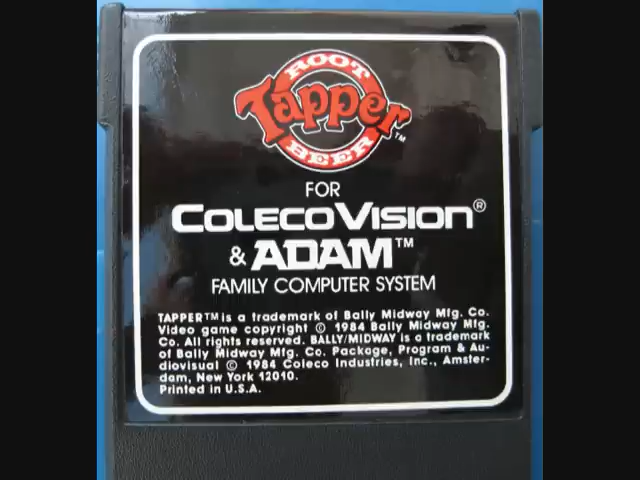 ROOT
Tapper™
BEER
FOR
COLECOVISION®
& ADAM™
FAMILY COMPUTER SYSTEM
TAPPER™ is a trademark of Bally Midway Mfg. Co.
Video game copyright © 1984 Bally Midway Mfg.
Co. All rights reserved. BALLY/MIDWAY is a trademark
of Bally Midway Mfg. Co. Package, Program & Au-
diovisual © 1984 Coleco Industries, Inc., Amster-
dam, New York 12010.
Printed in U.S.A.